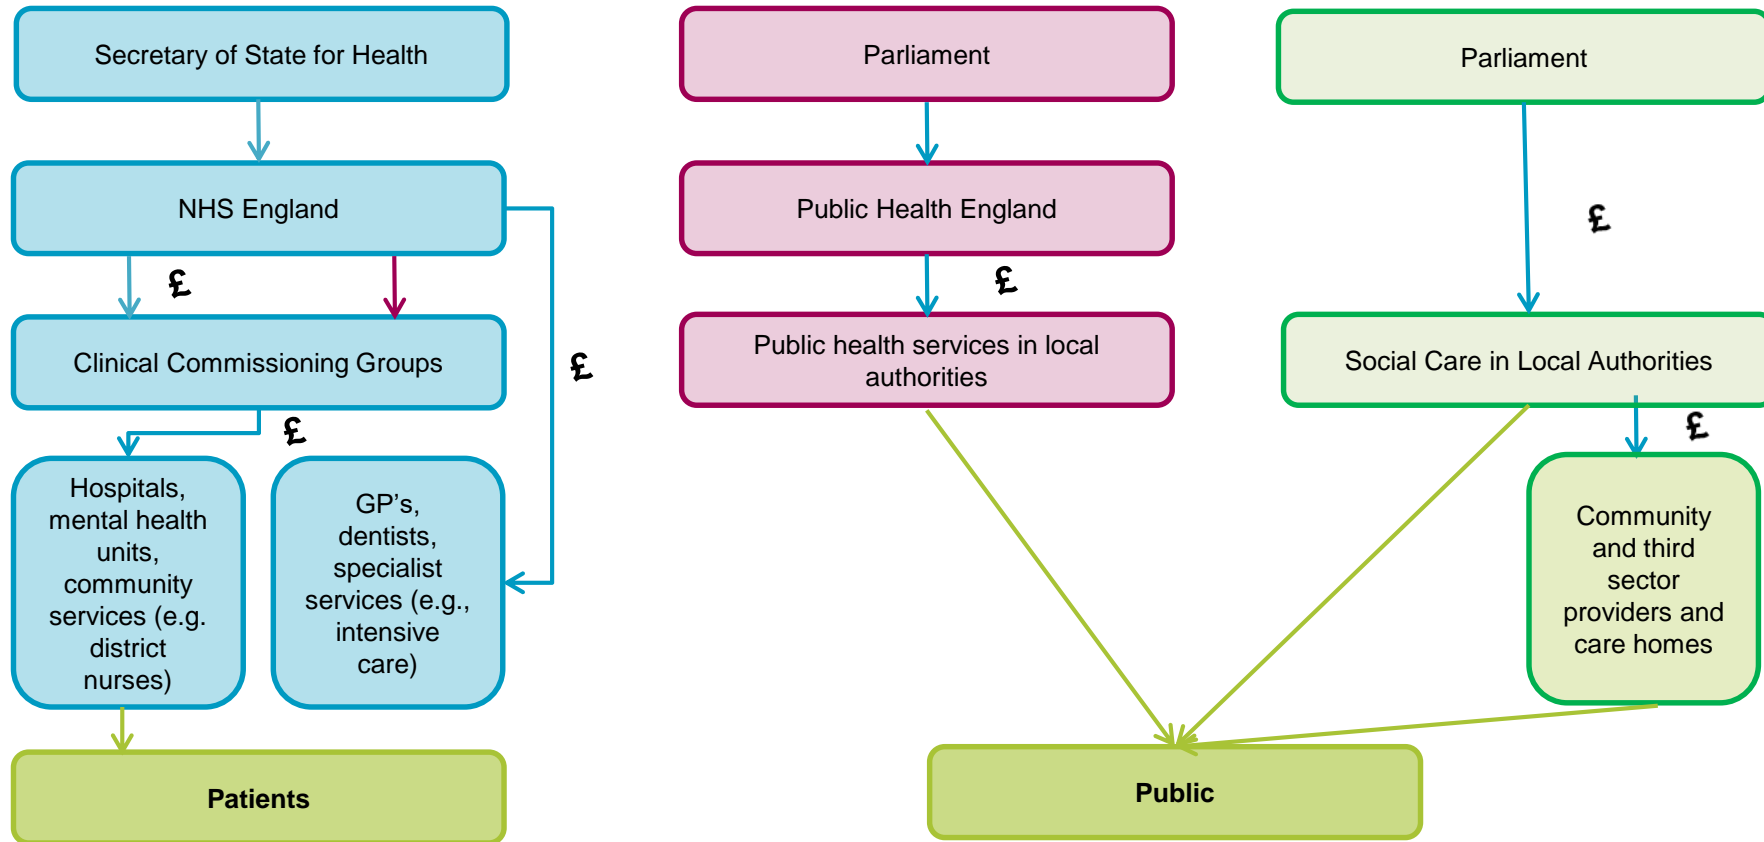 Secretary of State for Health
Parliament
Parliament
NHS England
Public Health England
£
£
£
Clinical Commissioning Groups
Public health services in local
authorities
Social Care in Local Authorities
£
£
£
Hospitals,
mental health
units,
community
services (e.g.
district
nurses)
GP's,
dentists,
specialist
services (e.g.,
intensive
care)
Community
and third
sector
providers and
care homes
Patients
Public